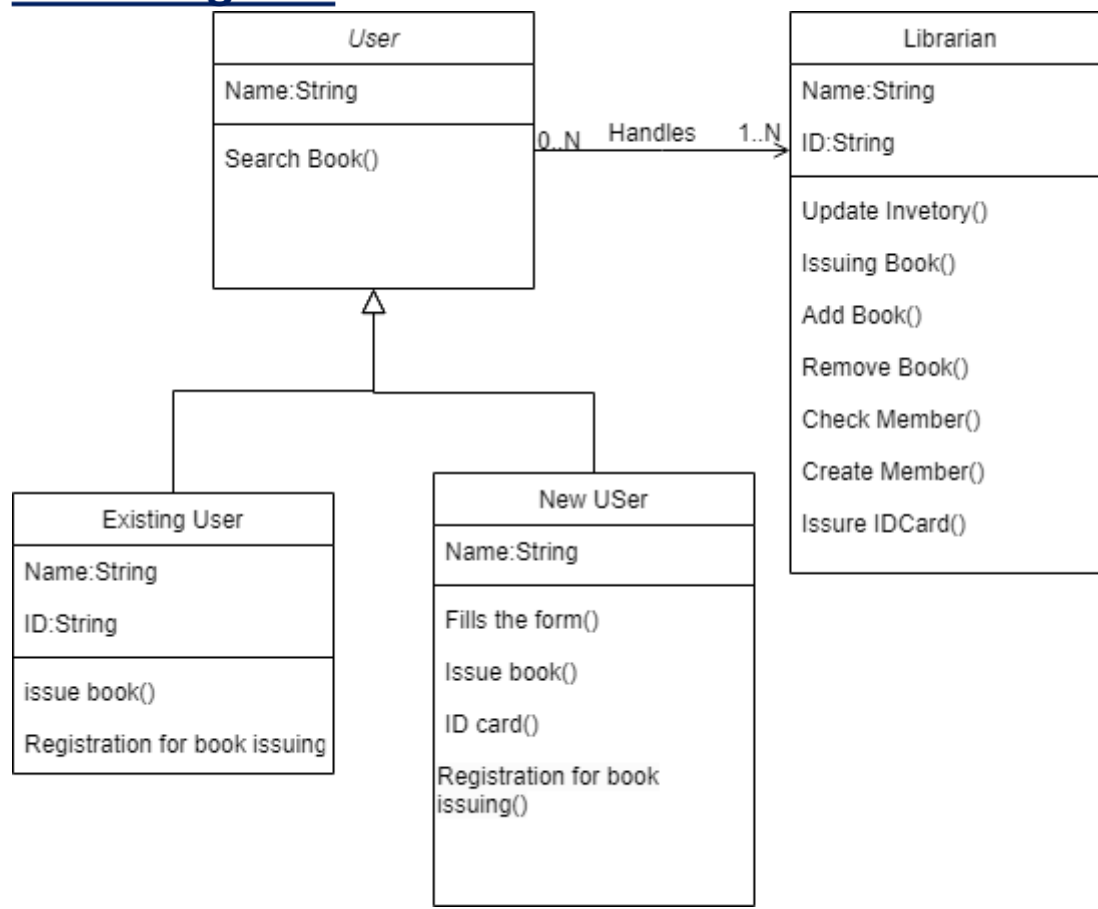 User
Name:String
Search Book()
0..N Handles 1..N
Librarian
Name:String
ID:String
Update Invetory()
Issuing Book()
Add Book()
Remove Book()
Check Member()
Create Member()
Issure IDCard()
Existing User
Name:String
ID:String
issue book()
Registration for book issuing
New USer
Name:String
Fills the form()
Issue book()
ID card()
Registration for book
issuing()